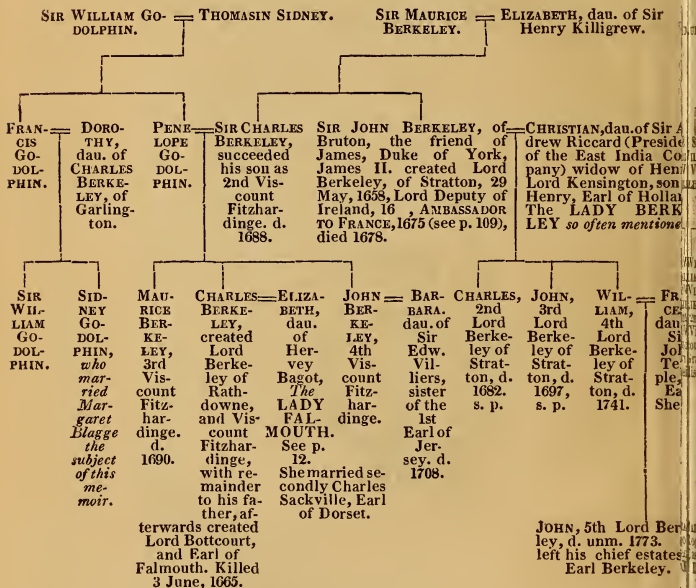 SIR WILLIAM GO-
DOLPHIN.
THOMASIN SIDNEY.
SIR MAURICE
BERKELEY.
ELIZABETH, dau. of Sir
Henry Killigrew.
FRAN-
CIS
GO-
DOL-
PHIN.
DORO-
THY,
dau. of
CHARLES
BERKE-
LEY, of
Garling-
ton.
PENE-
LOPE
GO-
DOL-
PHIN.
SIR CHARLES
BERKELEY,
succeeded
his son as
2nd Vis-
count
Fitzhar-
dinge. d.
1688.
SIR JOHN BERKELEY, of
Bruton, the friend of
James, Duke of York,
James II. created Lord
Berkeley, of Stratton, 29
May, 1658, Lord Deputy of
Ireland, 16 , AMBASSADOR
TO FRANCE, 1675 (see p. 109),
died 1678.
CHRISTIAN, dau. of Sir
drew Riccard (Preside
of the East India Co
pany) widow of Hen
Lord Kensington, son
Henry, Earl of Hollan
The LADY BERK
LEY so often mentione
SIR
WIL-
LIAM
GO-
DOL-
PHIN.
SID-
NEY
GO-
DOL-
PHIN,
who
mar-
ried
Mar-
garet
Blagge
the
subject
of this
me-
moir.
MAU-
RICE
BER-
KE-
LEY,
3rd
Vis-
count
Fitz-
har-
dinge.
d.
1690.
CHARLES
BERKE-
LEY,
created
Lord
Berke-
ley of
Rath-
downe,
and Vis-
count
Fitzhar-
dinge,
with re-
mainder
to his fa-
ther, af-
terwards created
Lord Bottcourt,
and Earl of
Falmouth. Killed
3 June, 1665.
ELIZA-
BETH,
dau.
of
Her-
vey
Bagot,
The
LADY
FAL-
MOUTH.
See p.
12.
She married se-
condly Charles
Sackville, Earl
of Dorset.
JOHN
BER-
KE-
LEY,
4th
Vis-
count
Fitz-
har-
dinge.
BAR-
BARA.
dau. of
Sir
Edw.
Vil-
liers,
sister
of the
1st
Earl of
Jer-
sey. d.
1708.
CHARLES,
2nd
Lord
Berke-
ley of
Strat-
ton, d.
1682.
s. p.
JOHN,
3rd
Lord
Berke-
ley of
Strat-
ton, d.
1697,
s. p.
WIL-
LIAM,
4th
Lord
Berke-
ley of
Strat-
ton, d.
1741.
FR
CE
dau
Si
Jo
Te
ple,
Ea
She
JOHN, 5th Lord Ber
ley, d. unm. 1773.
left his chief estates
Earl Berkeley.